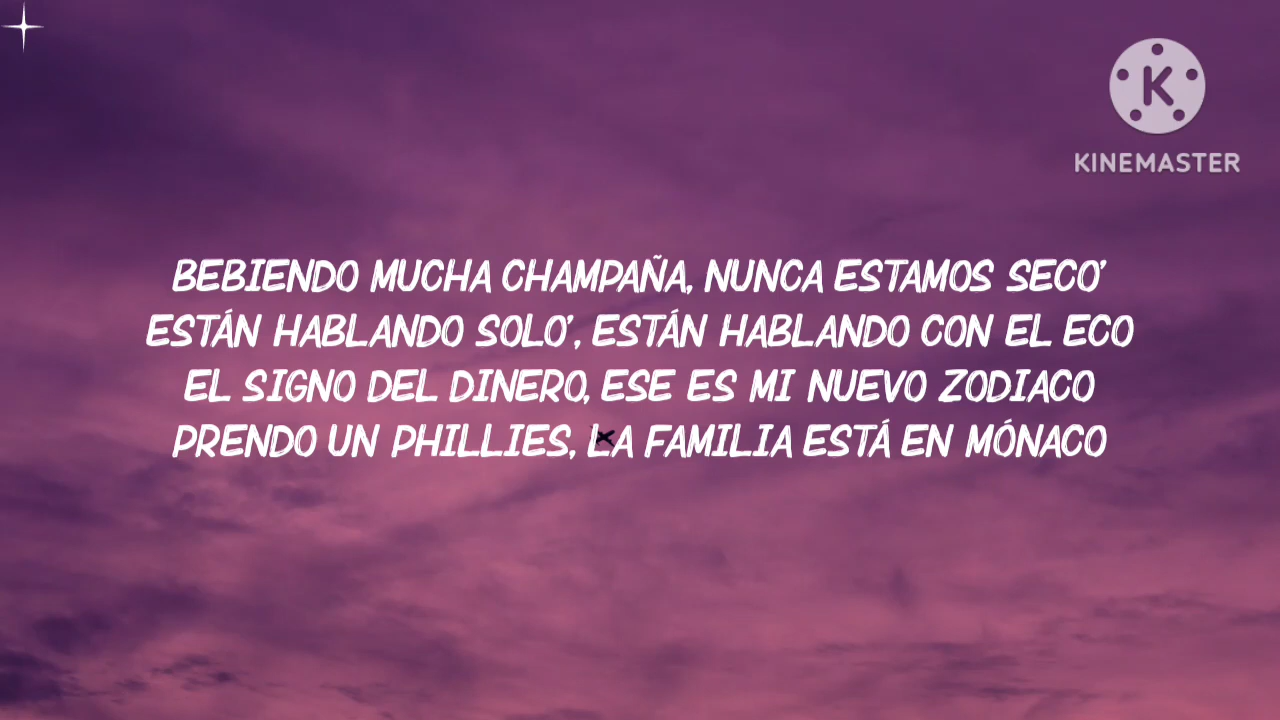 KINEMASTER
BEBIENDO MUCHA CHAMPAÑA, NUNCA ESTAMOS SECO'
ESTÁN HABLANDO SOLO', ESTÁN HABLANDO CON EL ECO
EL SIGNO DEL DINERO, ESE ES MI NUEVO ZODIACO
PRENDO UN PHILLIES, LA FAMILIA ESTÁ EN MÓNACO